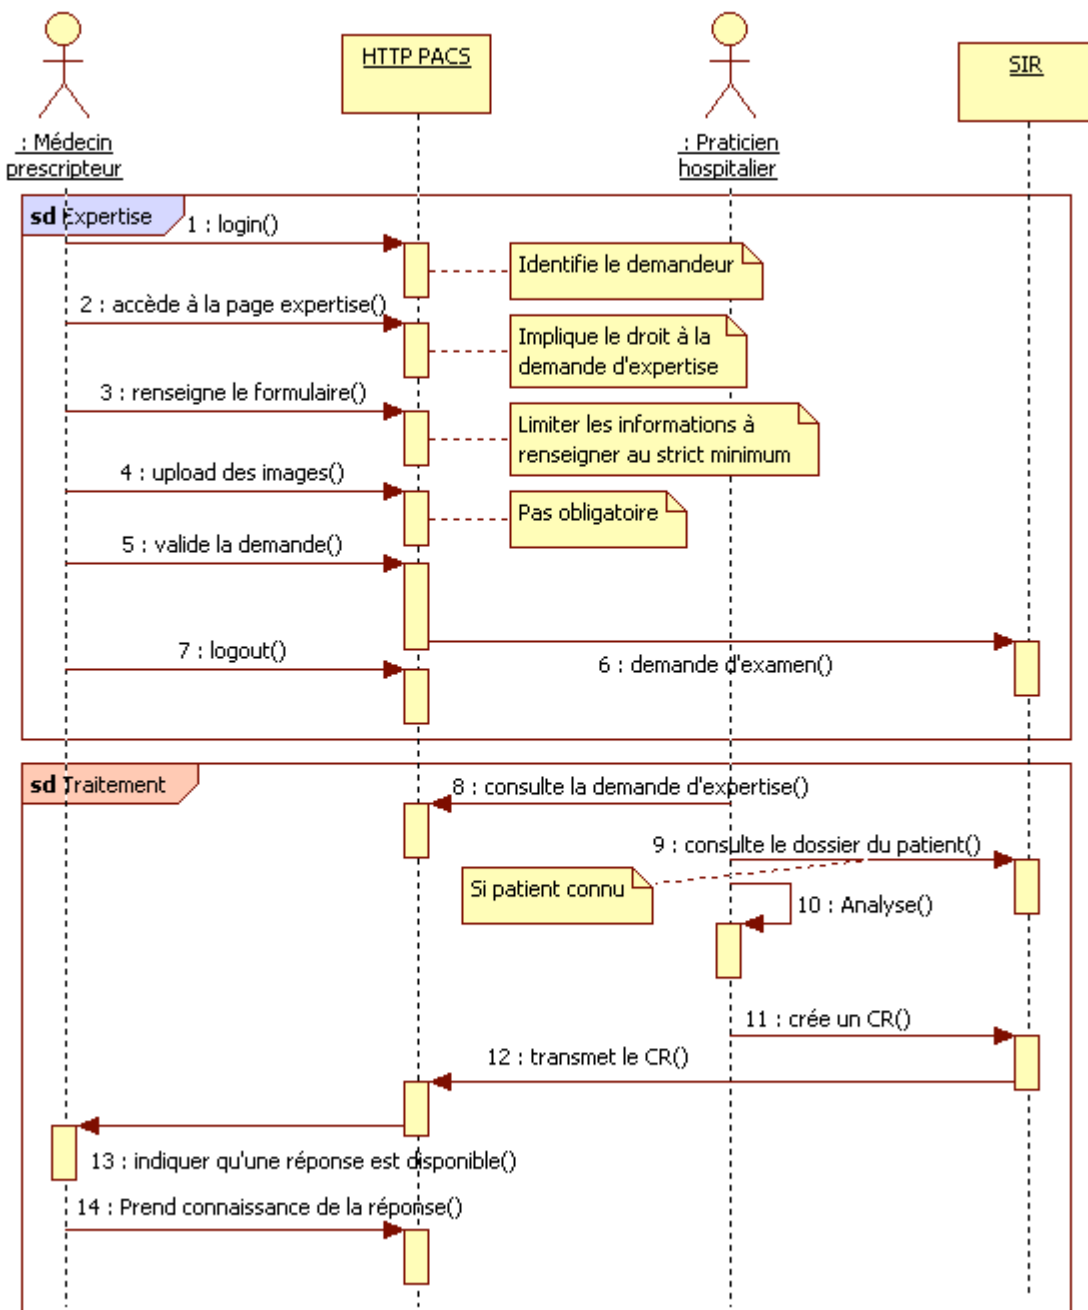 HTTP PACS
SIR
: Médecin
prescripteur
: Praticien
hospitalier
sd Expertise
1 : login()
Identifie le demandeur
2 : accède à la page expertise()
Implique le droit à la
demande d'expertise
3 : renseigne le formulaire()
Limiter les informations à
renseigner au strict minimum
4 : upload des images()
Pas obligatoire
5 : valide la demande()
7 : logout()
6 : demande d'examen()
sd Traitement
8 : consulte la demande d'expertise()
9 : consulte le dossier du patient()
Si patient connu
10 : Analyse()
11 : crée un CR()
12 : transmet le CR()
13 : indiquer qu'une réponse est disponible()
14 : Prend connaissance de la réponse()